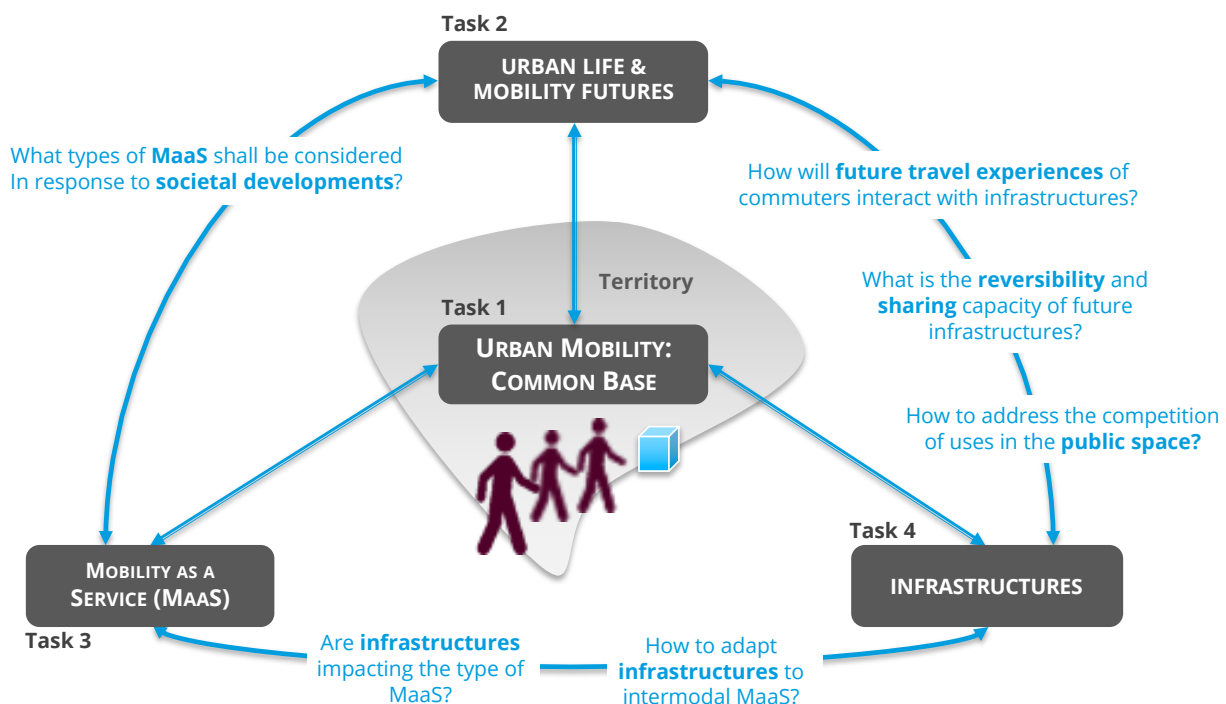 Task 2
URBAN LIFE &
MOBILITY FUTURES
What types of MaaS shall be considered
In response to societal developments?
How will future travel experiences of
commuters interact with infrastructures?
Territory
What is the reversibility and
sharing capacity of future
infrastructures?
Task 1
URBAN MOBILITY:
COMMON BASE
How to address the competition
of uses in the public space?
Task 4
INFRASTRUCTURES
MOBILITY AS A
SERVICE (MAAS)
Task 3
Are infrastructures
impacting the type of
MaaS?
How to adapt
infrastructures to
intermodal MaaS?